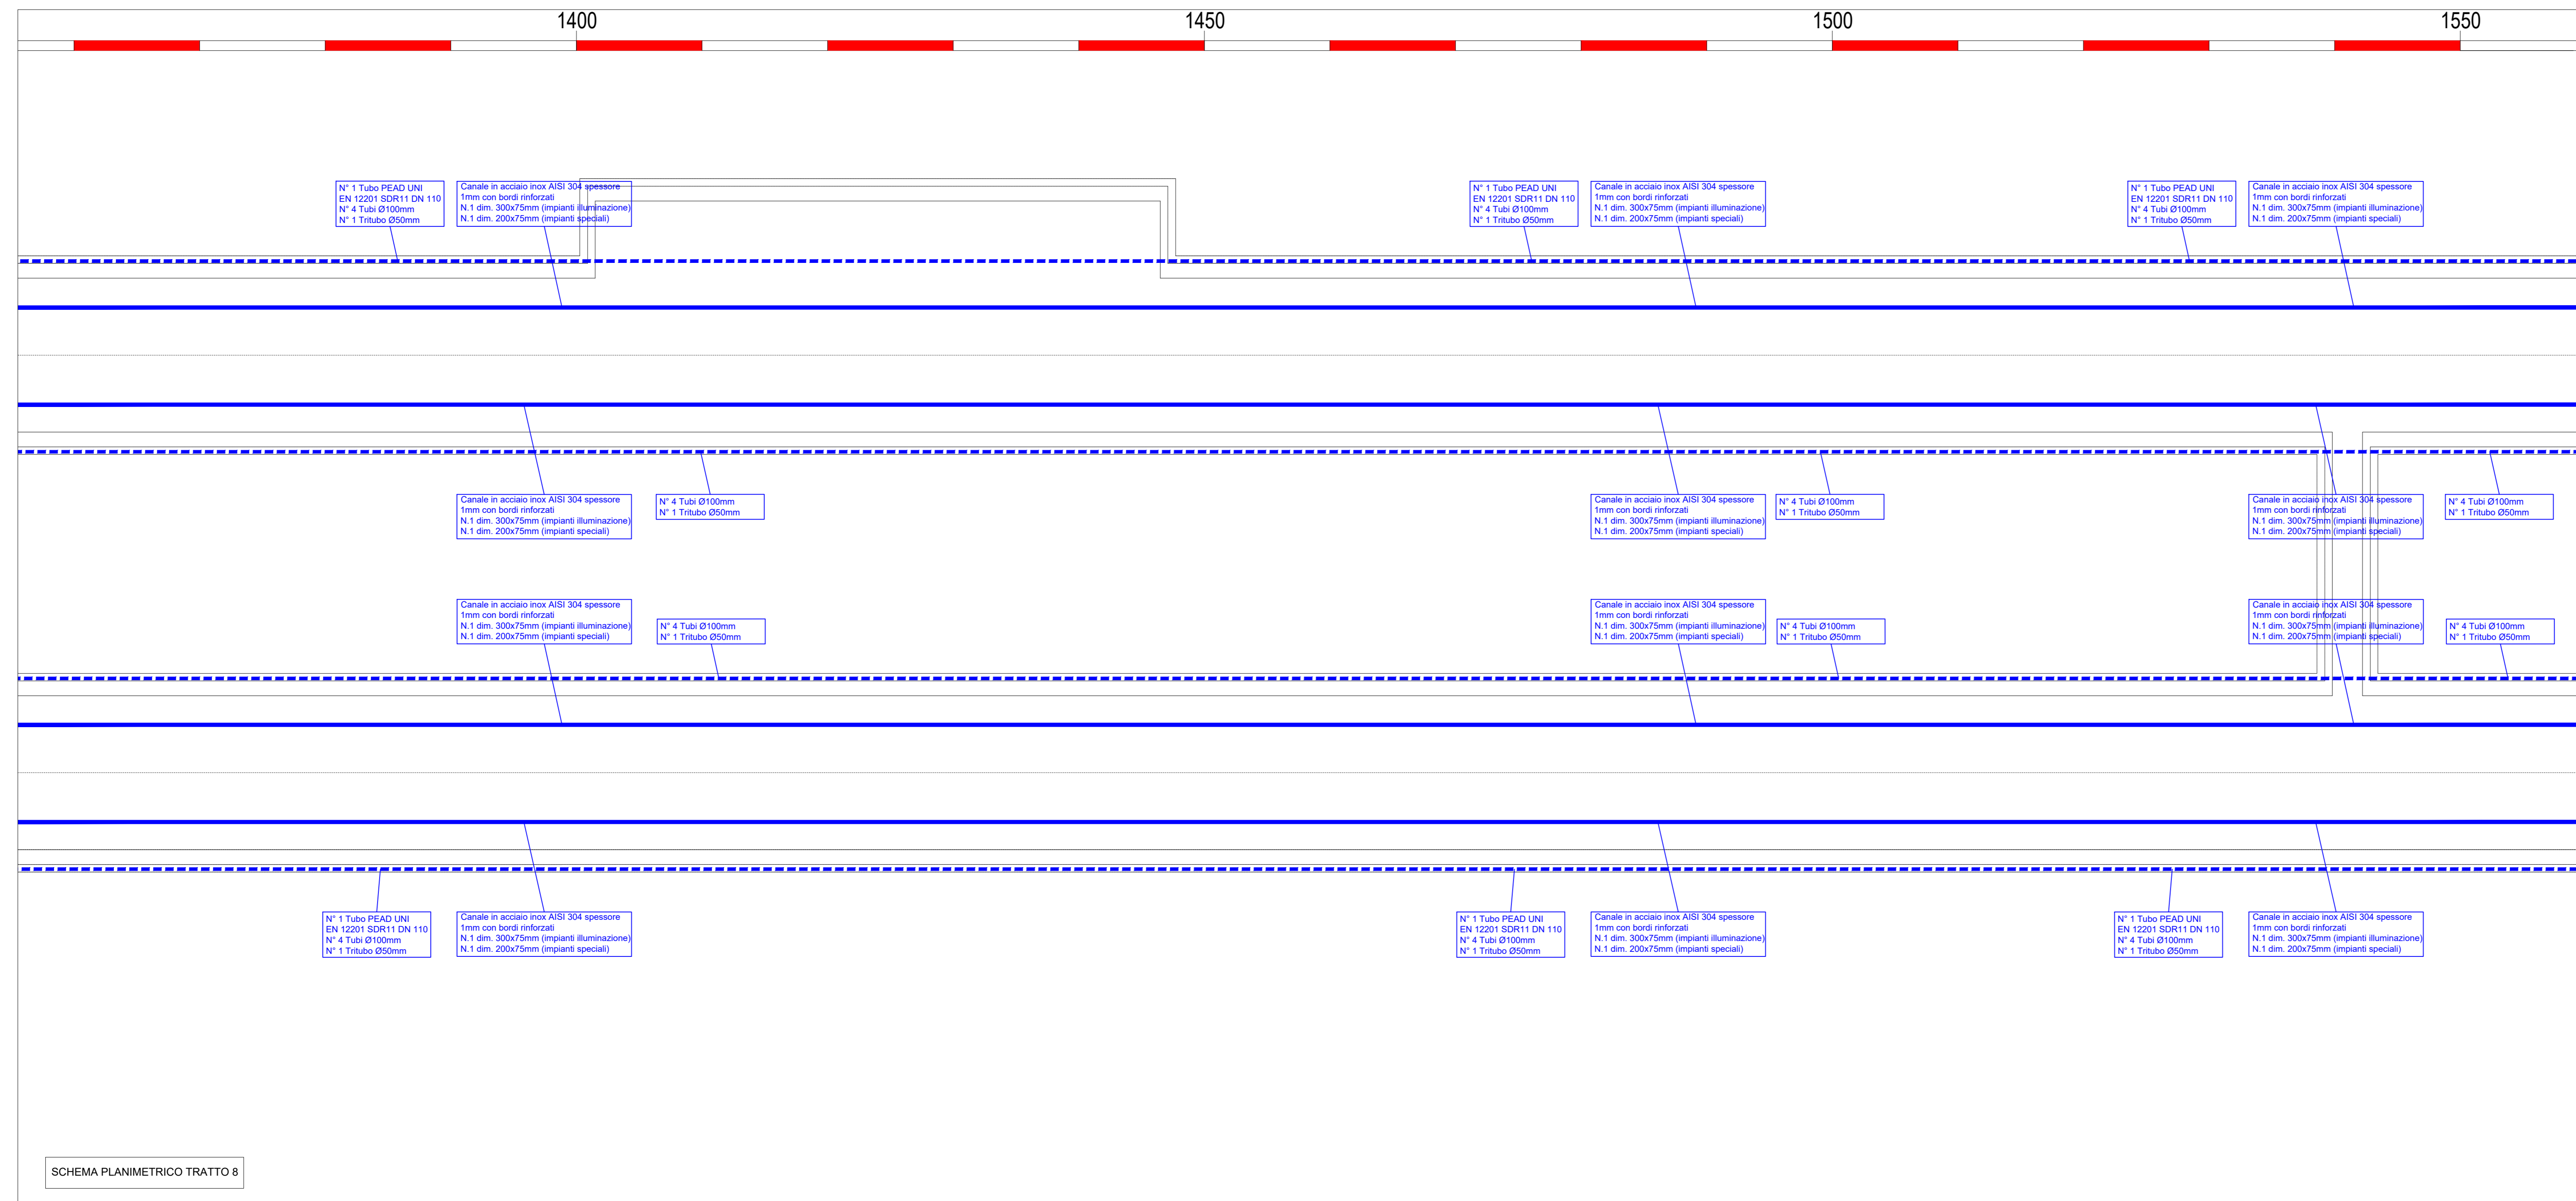 1400
1450
1500
1550
N° 1 Tubo PEAD UNI
EN 12201 SDR11 DN 110
N° 4 Tubi Ø100mm
N° 1 Tritubo Ø50mm
Canale in acciaio inox AISI 304 spessore
1mm con bordi rinforzati
N.1 dim. 300x75mm (impianti illuminazione)
N.1 dim. 200x75mm (impianti speciali)
N° 1 Tubo PEAD UNI
EN 12201 SDR11 DN 110
N° 4 Tubi Ø100mm
N° 1 Tritubo Ø50mm
Canale in acciaio inox AISI 304 spessore
1mm con bordi rinforzati
N.1 dim. 300x75mm (impianti illuminazione)
N.1 dim. 200x75mm (impianti speciali)
N° 1 Tubo PEAD UNI
EN 12201 SDR11 DN 110
N° 4 Tubi Ø100mm
N° 1 Tritubo Ø50mm
Canale in acciaio inox AISI 304 spessore
1mm con bordi rinforzati
N.1 dim. 300x75mm (impianti illuminazione)
N.1 dim. 200x75mm (impianti speciali)
Canale in acciaio inox AISI 304 spessore
1mm con bordi rinforzati
N.1 dim. 300x75mm (impianti illuminazione)
N.1 dim. 200x75mm (impianti speciali)
N° 4 Tubi Ø100mm
N° 1 Tritubo Ø50mm
Canale in acciaio inox AISI 304 spessore
1mm con bordi rinforzati
N.1 dim. 300x75mm (impianti illuminazione)
N.1 dim. 200x75mm (impianti speciali)
N° 4 Tubi Ø100mm
N° 1 Tritubo Ø50mm
Canale in acciaio inox AISI 304 spessore
1mm con bordi rinforzati
N.1 dim. 300x75mm (impianti illuminazione)
N.1 dim. 200x75mm (impianti speciali)
N° 4 Tubi Ø100mm
N° 1 Tritubo Ø50mm
Canale in acciaio inox AISI 304 spessore
1mm con bordi rinforzati
N.1 dim. 300x75mm (impianti illuminazione)
N.1 dim. 200x75mm (impianti speciali)
N° 4 Tubi Ø100mm
N° 1 Tritubo Ø50mm
Canale in acciaio inox AISI 304 spessore
1mm con bordi rinforzati
N.1 dim. 300x75mm (impianti illuminazione)
N.1 dim. 200x75mm (impianti speciali)
N° 4 Tubi Ø100mm
N° 1 Tritubo Ø50mm
Canale in acciaio inox AISI 304 spessore
1mm con bordi rinforzati
N.1 dim. 300x75mm (impianti illuminazione)
N.1 dim. 200x75mm (impianti speciali)
N° 4 Tubi Ø100mm
N° 1 Tritubo Ø50mm
N° 1 Tubo PEAD UNI
EN 12201 SDR11 DN 110
N° 4 Tubi Ø100mm
N° 1 Tritubo Ø50mm
Canale in acciaio inox AISI 304 spessore
1mm con bordi rinforzati
N.1 dim. 300x75mm (impianti illuminazione)
N.1 dim. 200x75mm (impianti speciali)
N° 1 Tubo PEAD UNI
EN 12201 SDR11 DN 110
N° 4 Tubi Ø100mm
N° 1 Tritubo Ø50mm
Canale in acciaio inox AISI 304 spessore
1mm con bordi rinforzati
N.1 dim. 300x75mm (impianti illuminazione)
N.1 dim. 200x75mm (impianti speciali)
N° 1 Tubo PEAD UNI
EN 12201 SDR11 DN 110
N° 4 Tubi Ø100mm
N° 1 Tritubo Ø50mm
Canale in acciaio inox AISI 304 spessore
1mm con bordi rinforzati
N.1 dim. 300x75mm (impianti illuminazione)
N.1 dim. 200x75mm (impianti speciali)
SCHEMA PLANIMETRICO TRATTO 8